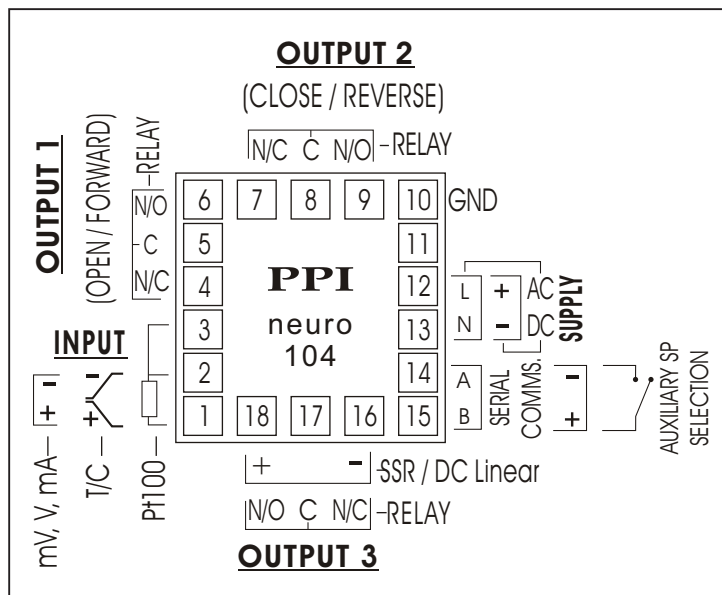 OUTPUT 2
(CLOSE / REVERSE)
N/C C N/O RELAY
OUTPUT 1
(OPEN / FORWARD)
RELAY
N/O
C
N/C
6 7 8 9 10 GND
5 11
4 12
3 13
2 14
1 18 17 16 15
PPI
neuro
104
L + AC
N - DC
SUPPLY
A
B
SERIAL
COMMS.
-
+
AUXILIARY SP
SELECTION
INPUT
- -
+ +
mV, V, mA
T/C
Pt100
+ - SSR / DC Linear
N/O C N/C RELAY
OUTPUT 3